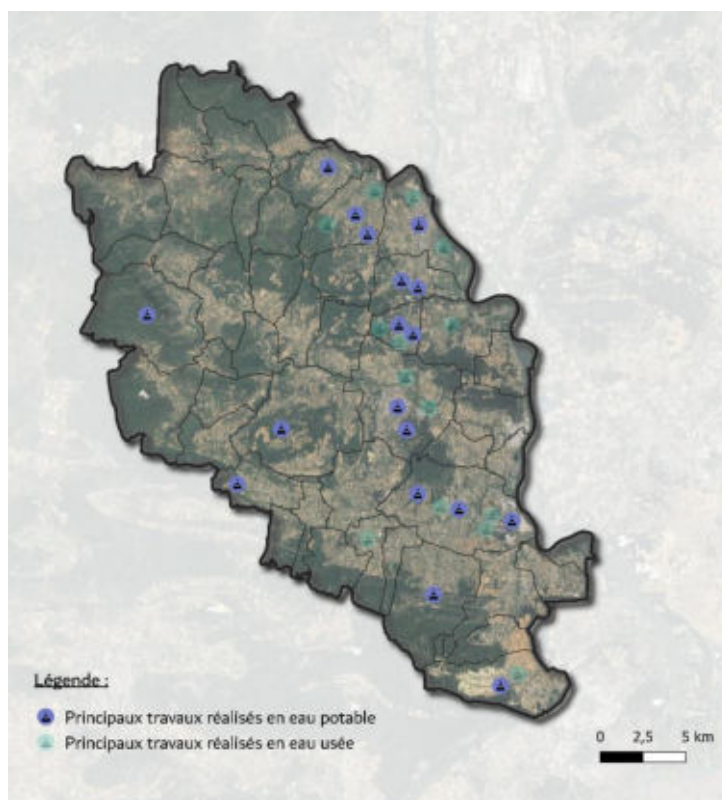 Légende :
Principaux travaux réalisés en eau potable
Principaux travaux réalisés en eau usée
0 2,5 5 km